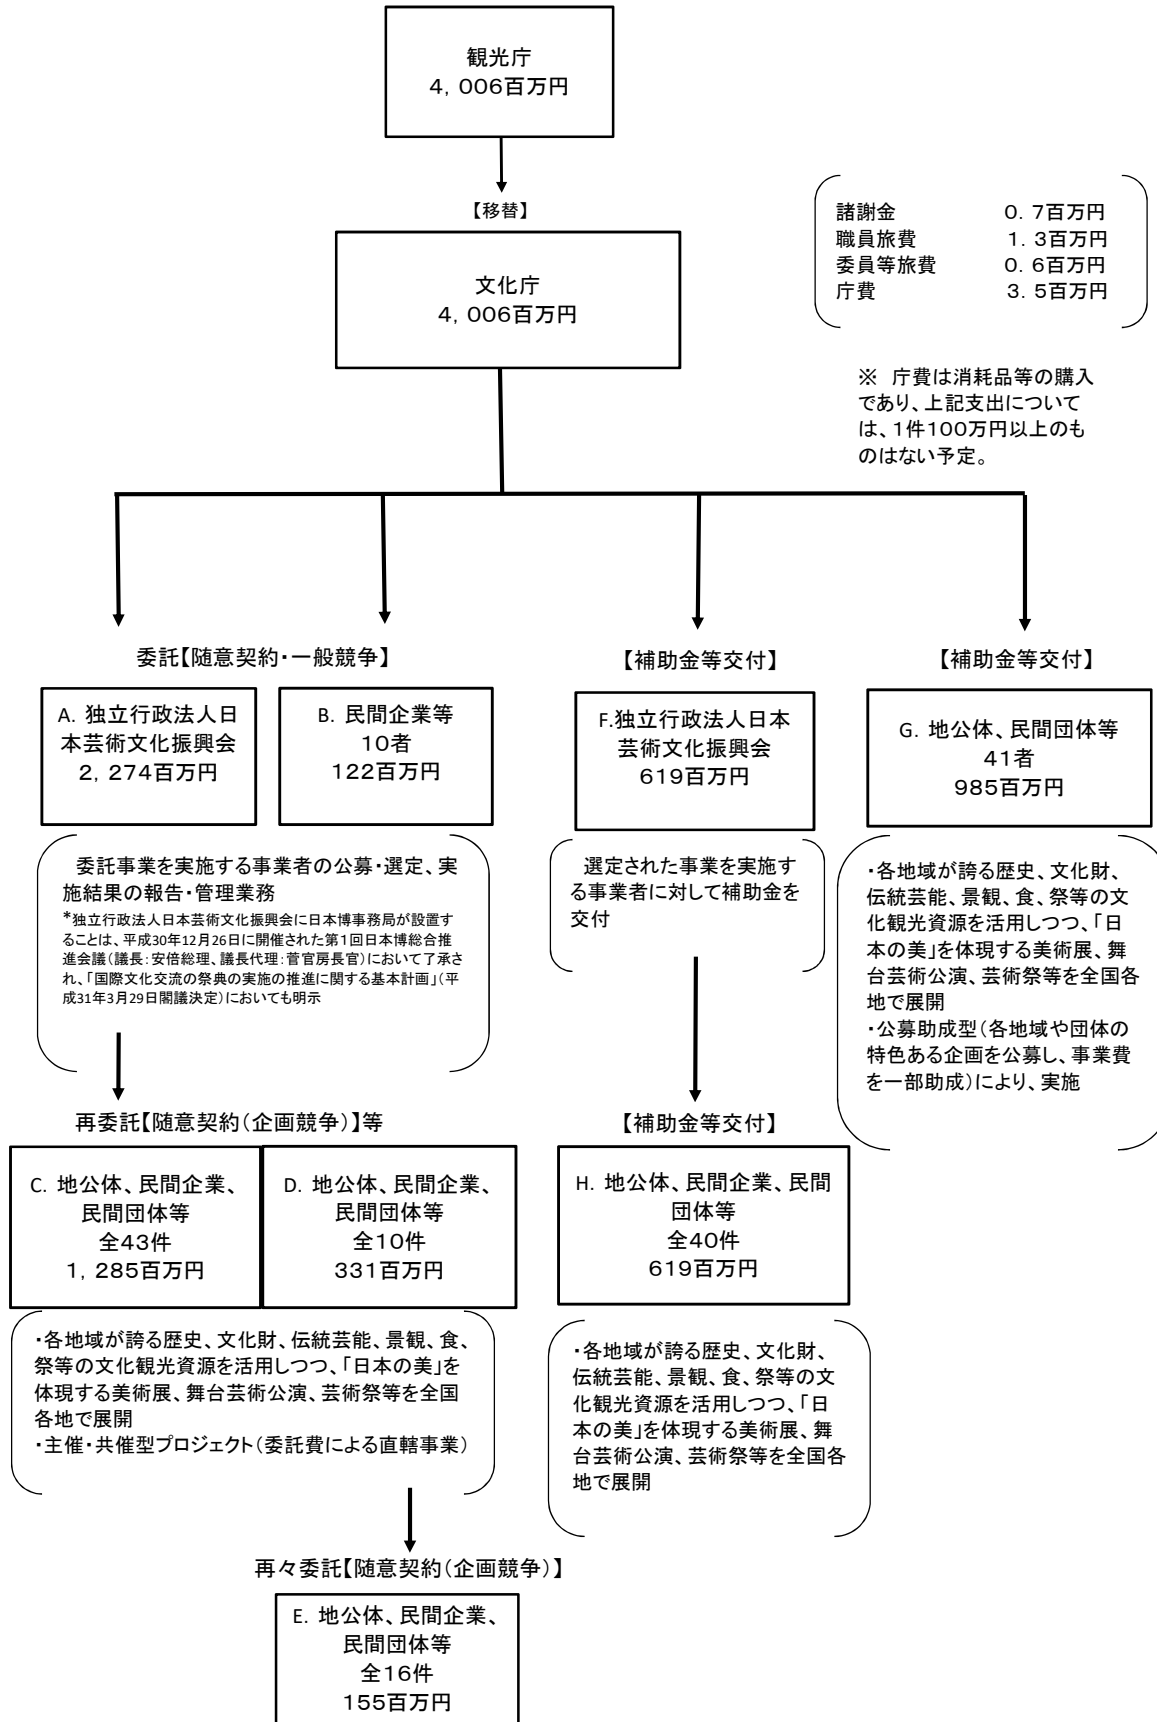 観光庁
4,006百万円
【移替】
文化庁
4,006百万円
諸謝金 0.7百万円
職員旅費 1.3百万円
委員等旅費 0.6百万円
庁費 3.5百万円
※ 庁費は消耗品等の購入
であり、上記支出について
は、1件100万円以上のも
のはない予定。
委託【随意契約・一般競争】
【補助金等交付】
【補助金等交付】
A. 独立行政法人日
本芸術文化振興会
2,274百万円
B. 民間企業等
10者
122百万円
F.独立行政法人日本
芸術文化振興会
619百万円
G. 地公体、民間団体等
41者
985百万円
委託事業を実施する事業者の公募・選定、実
施結果の報告・管理業務
*独立行政法人日本芸術文化振興会に日本博事務局が設置す
ることは、平成30年12月26日に開催された第1回日本博総合推
進会議(議長:安倍総理、議長代理:菅官房長官)において了承さ
れ、「国際文化交流の祭典の実施の推進に関する基本計画」(平
成31年3月29日閣議決定)においても明示
選定された事業を実施す
る事業者に対して補助金を
交付
・各地域が誇る歴史、文化財、
伝統芸能、景観、食、祭等の文
化観光資源を活用しつつ、「日
本の美」を体現する美術展、舞
台芸術公演、芸術祭等を全国各
地で展開
・公募助成型(各地域や団体の
特色ある企画を公募し、事業費
を一部助成)により、実施
再委託【随意契約(企画競争)】等
【補助金等交付】
C. 地公体、民間企業、
民間団体等
全43件
1,285百万円
D. 地公体、民間企業、
民間団体等
全10件
331百万円
H. 地公体、民間企業、民間
団体等
全40件
619百万円
・各地域が誇る歴史、文化財、伝統芸能、景観、食、
祭等の文化観光資源を活用しつつ、「日本の美」を
体現する美術展、舞台芸術公演、芸術祭等を全国
各地で展開
・主催・共催型プロジェクト(委託費による直轄事業)
・各地域が誇る歴史、文化財、
伝統芸能、景観、食、祭等の文
化観光資源を活用しつつ、「日
本の美」を体現する美術展、舞
台芸術公演、芸術祭等を全国各
地で展開
再々委託【随意契約(企画競争)】
E. 地公体、民間企業、
民間団体等
全16件
155百万円